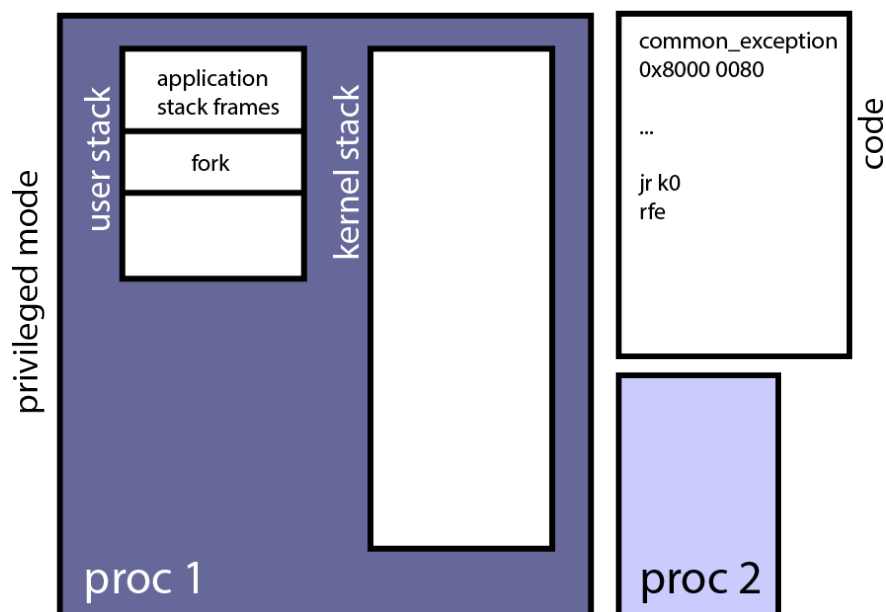 privileged mode
user stack
application
stack frames
fork
kernel stack
proc 1
common_exception
0x8000 0080
...
jr k0
rfe
code
proc 2